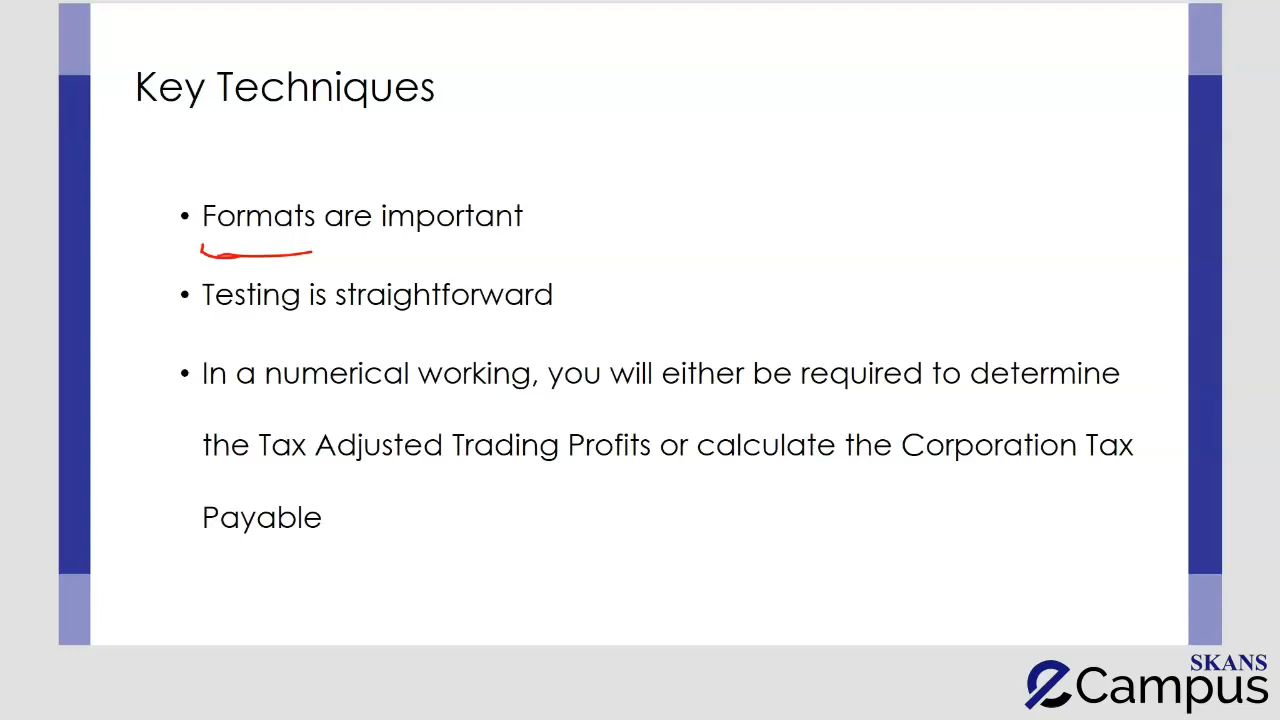 Key Techniques
• Formats are important
• Testing is straightforward
• In a numerical working, you will either be required to determine
the Tax Adjusted Trading Profits or calculate the Corporation Tax
Payable
SKANS
eCampus